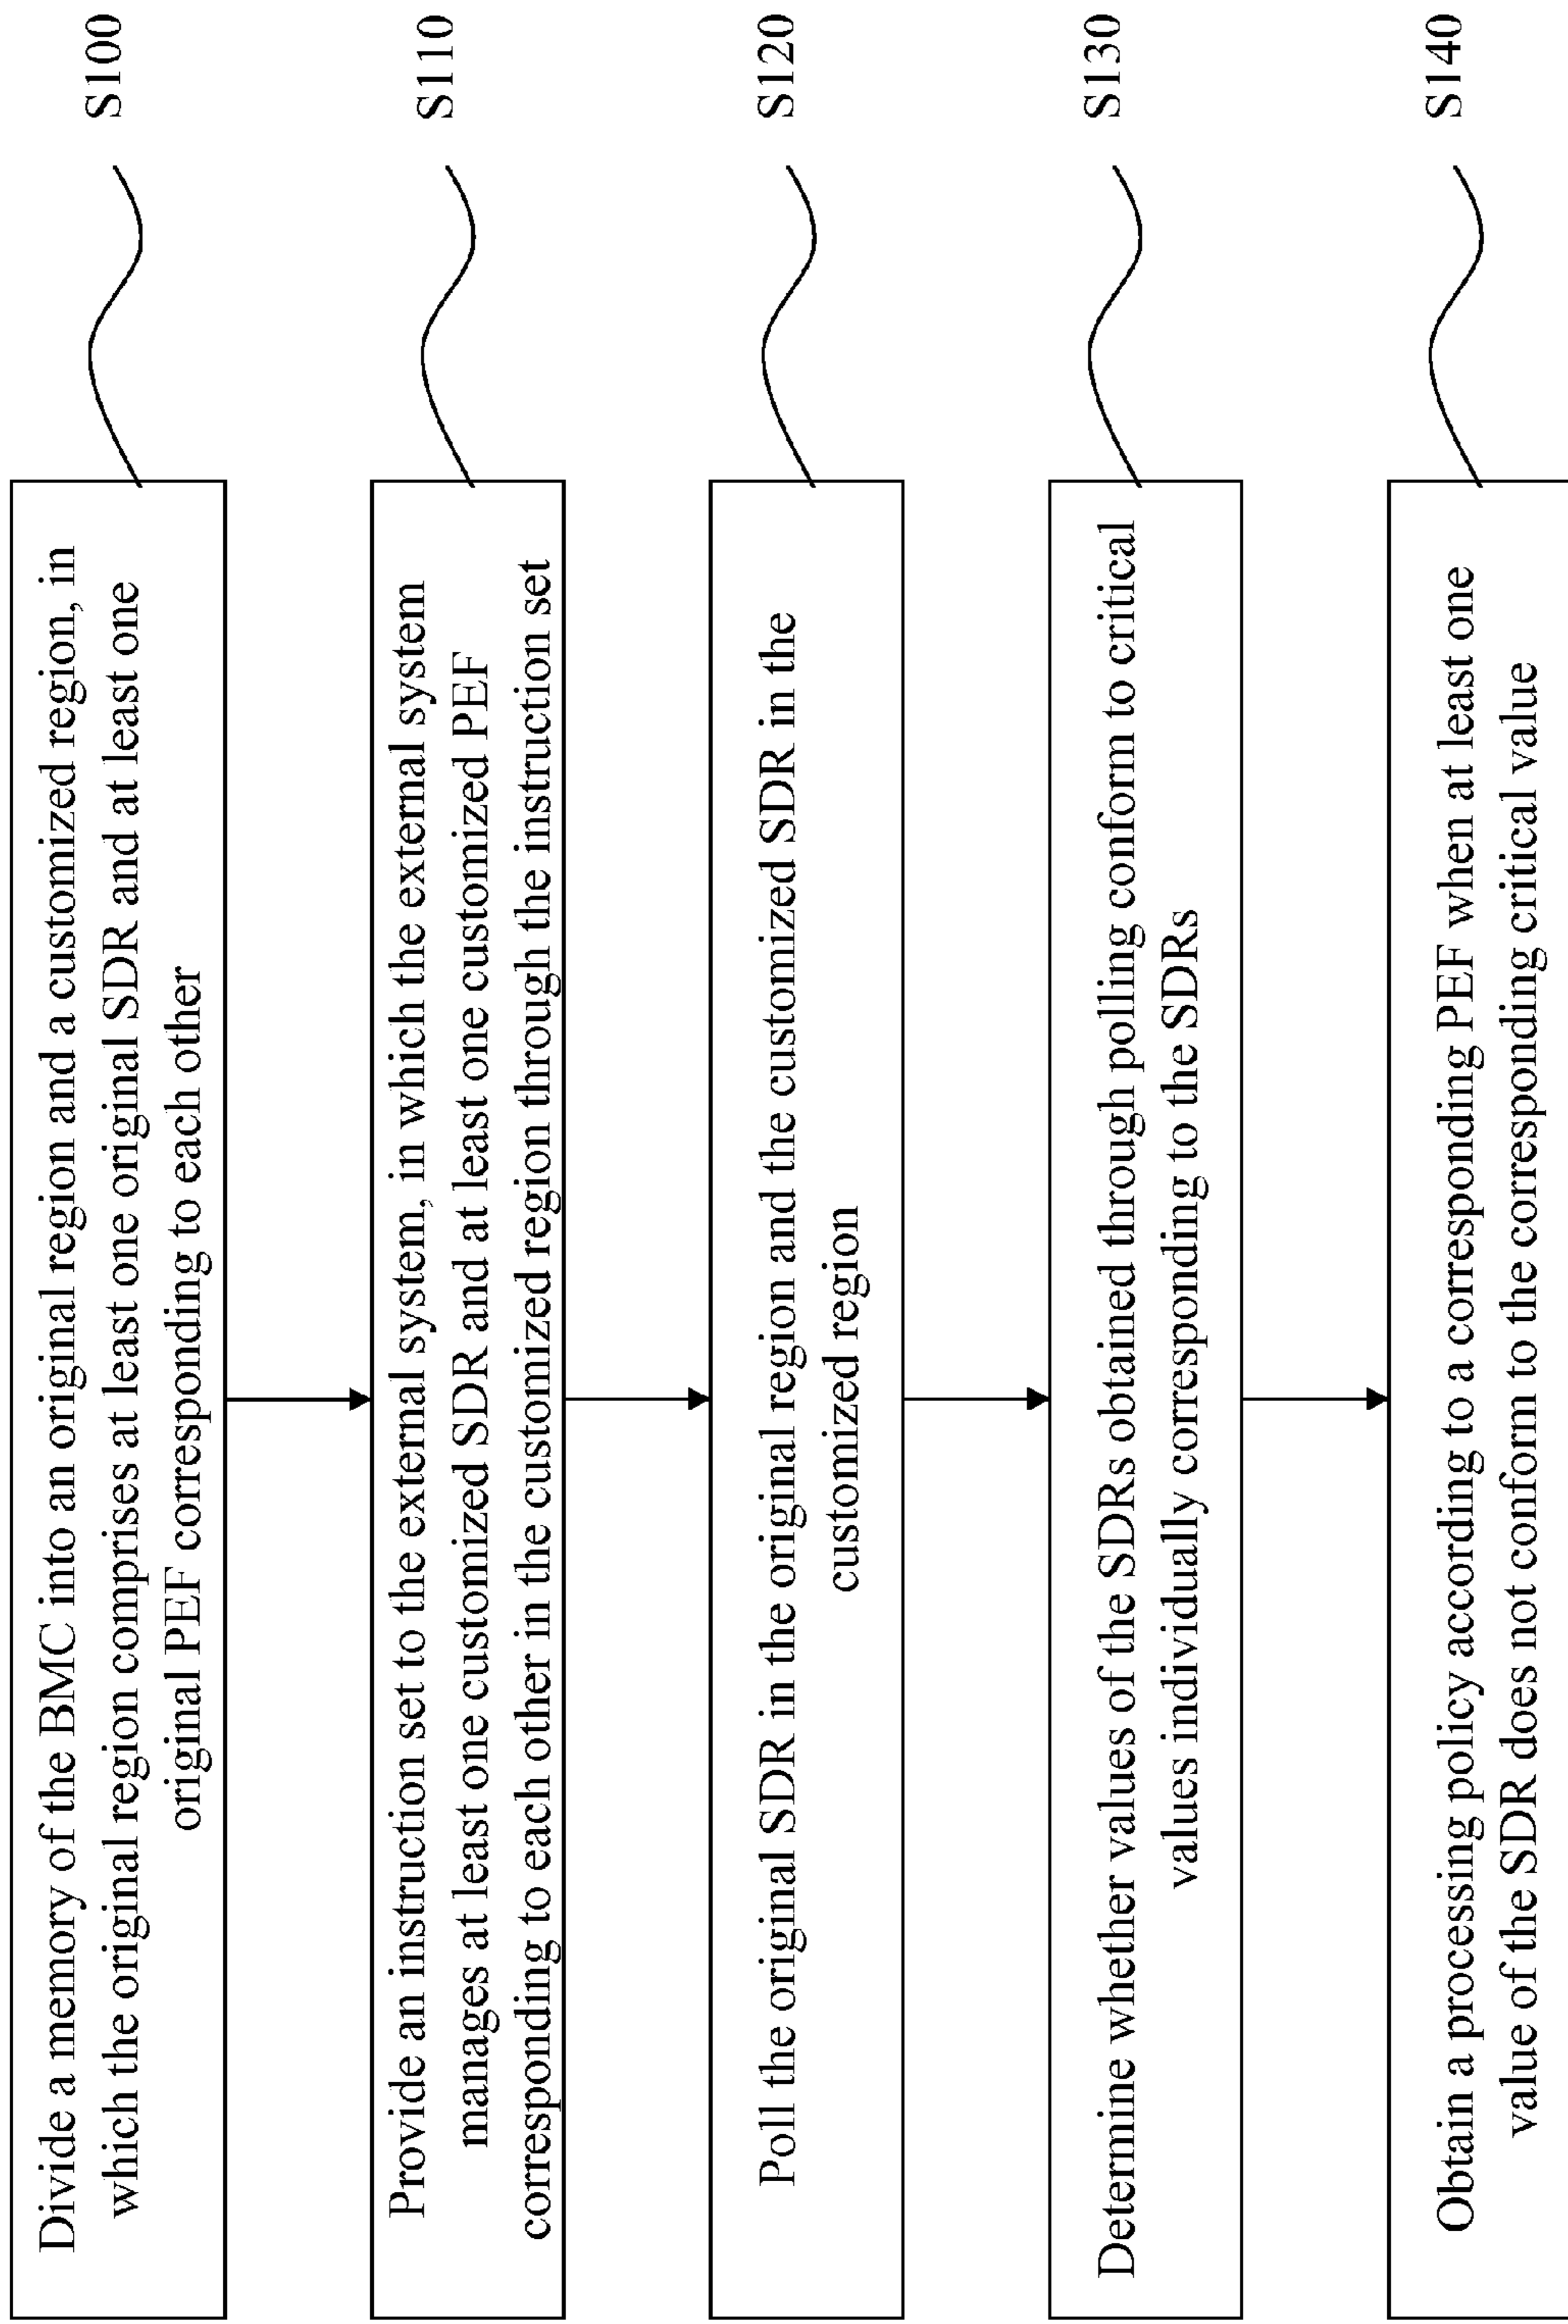 Divide a memory of the BMC into an original region and a customized region, in
which the original region comprises at least one original SDR and at least one
original PEF corresponding to each other
S100
Provide an instruction set to the external system, in which the external system
manages at least one customized SDR and at least one customized PEF
corresponding to each other in the customized region through the instruction set
S110
Poll the original SDR in the original region and the customized SDR in the
customized region
S120
Determine whether values of the SDRs obtained through polling conform to critical
values individually corresponding to the SDRs
S130
Obtain a processing policy according to a corresponding PEF when at least one
value of the SDR does not conform to the corresponding critical value
S140